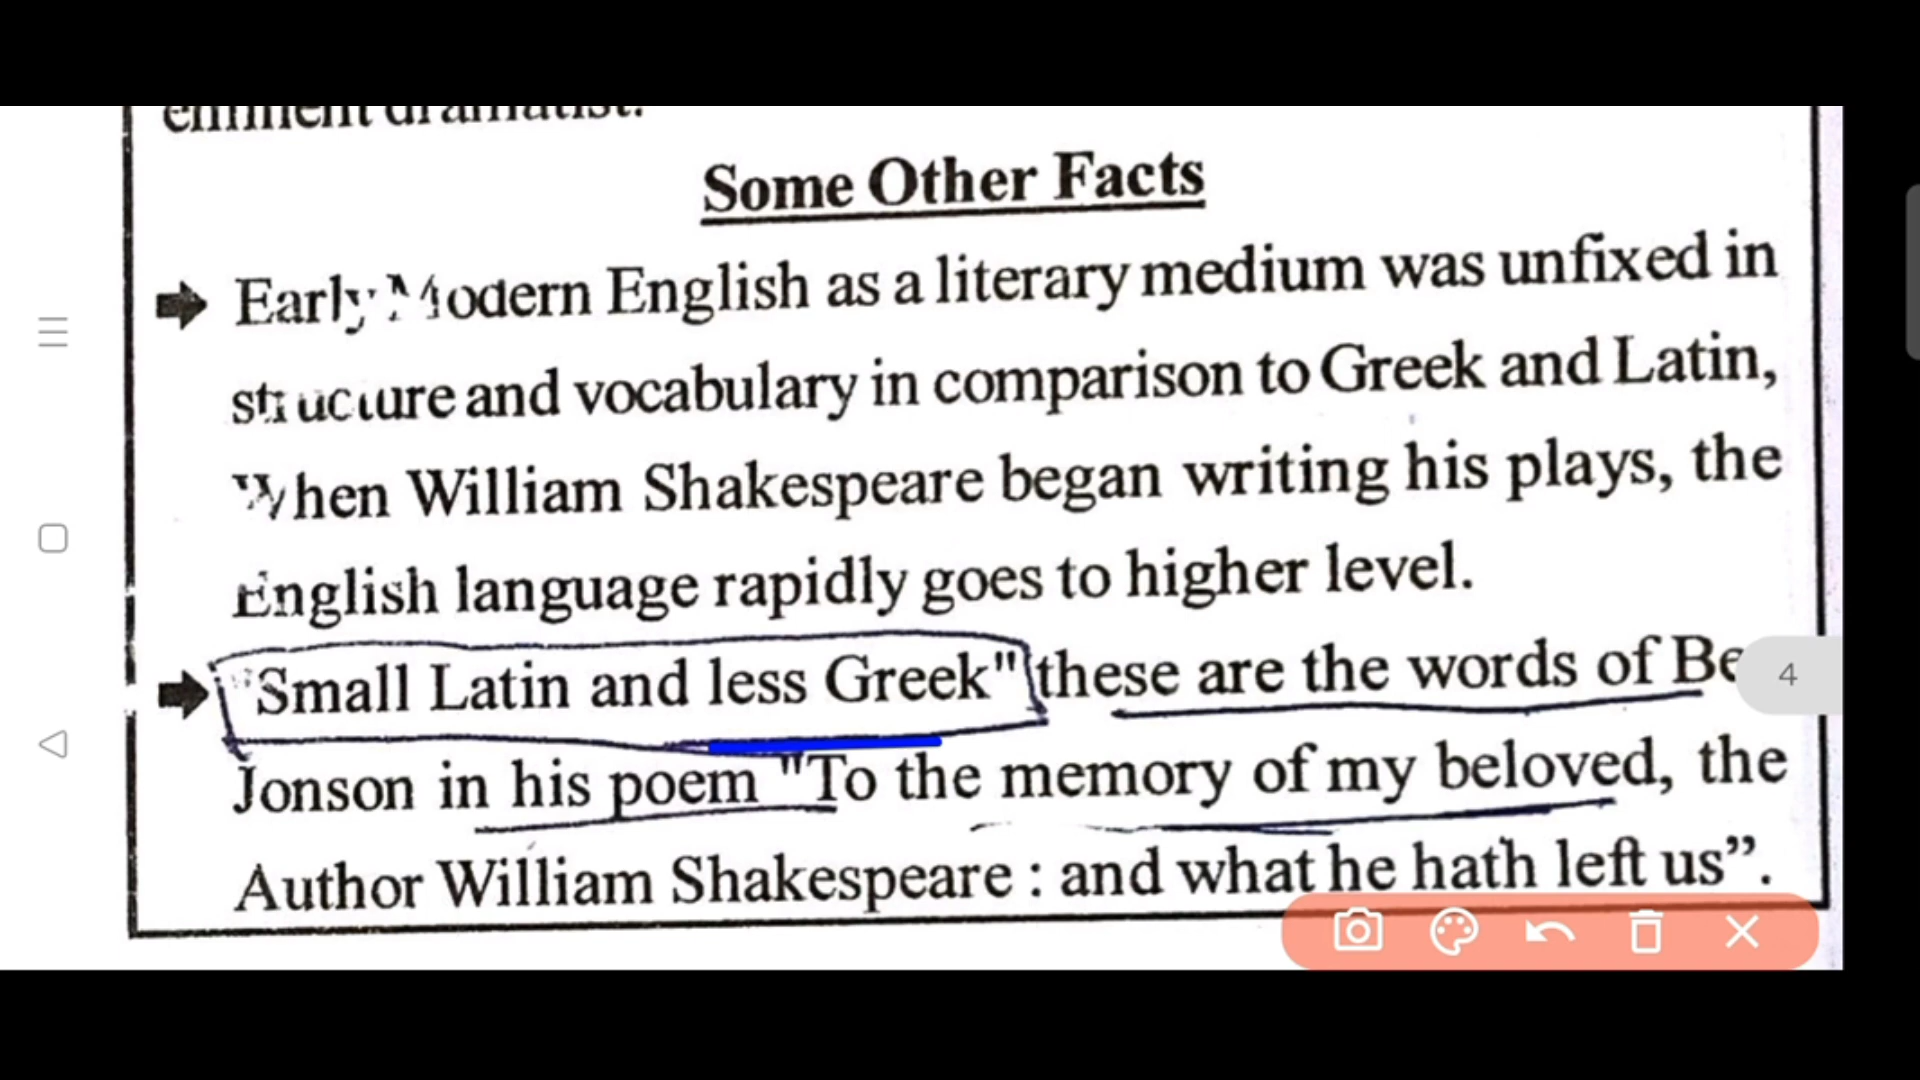 eminent dramatist.
Some Other Facts
Early Modern English as a literary medium was unfixed in
structure and vocabulary in comparison to Greek and Latin,
When William Shakespeare began writing his plays, the
English language rapidly goes to higher level.
"Small Latin and less Greek" these are the words of Be
4
Jonson in his poem "To the memory of my beloved, the
Author William Shakespeare : and what he hath left us”.